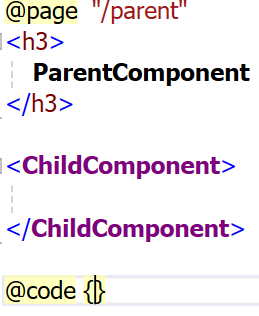 @page "/parent"
<h3>
ParentComponent
</h3>
<ChildComponent>
</ChildComponent>
@code {}